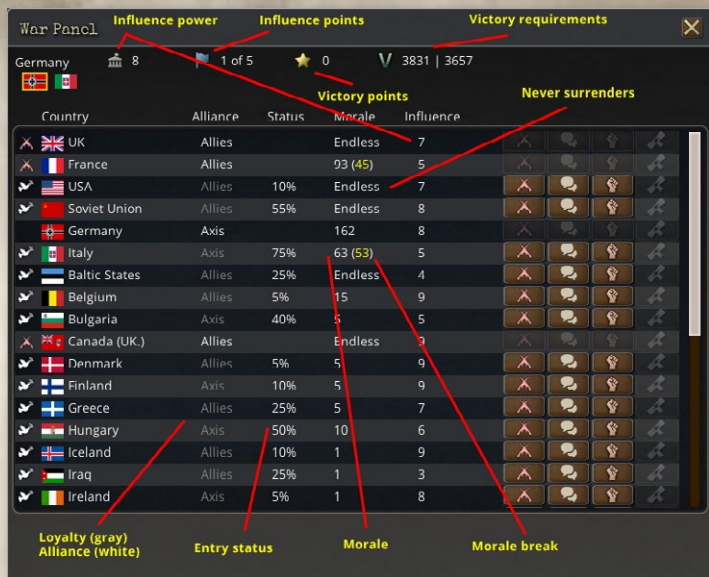 Influence power Influence points Victory requirements
War Panel
Germany 8 1 of 5 0 3831 | 3657
Victory points Never surrenders
Country Alliance Status Morale Influence
UK Allies Endless 7
France Allies 93 (45) 5
USA Allies 10% Endless 7
Soviet Union Allies 55% Endless 8
Germany Axis 162 8
Italy Axis 75% 63 (53) 5
Baltic States Allies 25% Endless 4
Belgium Allies 5% 15 9
Bulgaria Axis 40% 5 5
Canada (UK.) Allies Endless 9
Denmark Allies 5% 5 9
Finland Axis 10% 5 9
Greece Allies 25% 5 7
Hungary Axis 50% 10 6
Iceland Allies 10% 1 9
Iraq Allies 25% 1 3
Ireland Axis 5% 1 8
Loyalty (gray)
Alliance (white) Entry status Morale Morale break